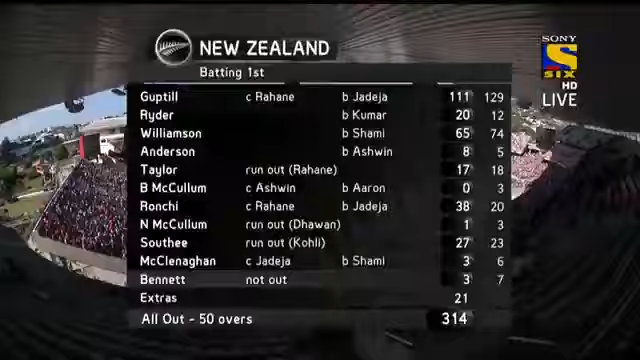 NEW ZEALAND
Batting 1st
SONY
SIX
HD
LIVE
Guptill c Rahane b Jadeja 111 129
Ryder b Kumar 20 12
Williamson b Shami 65 74
Anderson b Ashwin 8 5
Taylor run out (Rahane) 17 18
B McCullum c Ashwin b Aaron 0 3
Ronchi c Rahane b Jadeja 38 20
N McCullum run out (Dhawan) 1 3
Southee run out (Kohli) 27 23
McClenaghan c Jadeja b Shami 3 6
Bennett not out 3 7
Extras 21
All Out - 50 overs 314